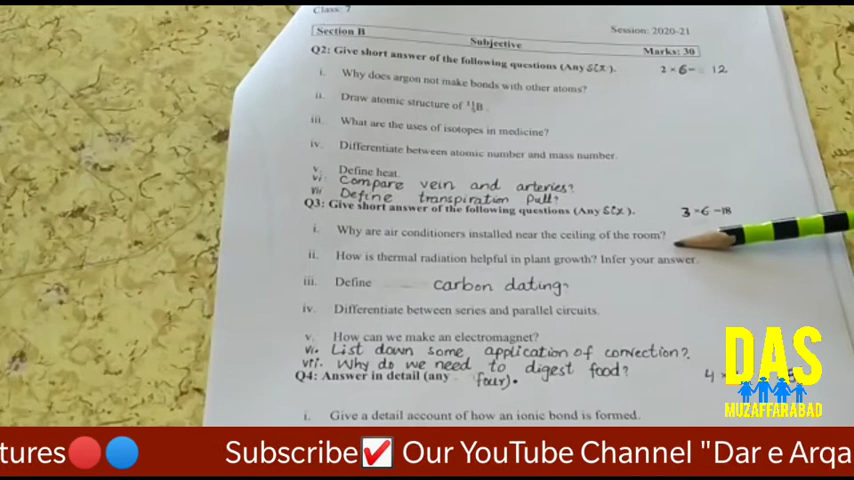 Class: 7
Section B
Subjective
Session: 2020-21
Marks: 30
Q2: Give short answer of the following questions (Any Six). 2×6= 12
i. Why does argon not make bonds with other atoms?
ii. Draw atomic structure of ¹¹₅B
iii. What are the uses of isotopes in medicine?
iv. Differentiate between atomic number and mass number.
v. Define heat.
vi. Compare vein and arteries?
vii Define transpiration pull?
Q3: Give short answer of the following questions (Any Six). 3×6=18
i. Why are air conditioners installed near the ceiling of the room?
ii. How is thermal radiation helpful in plant growth? Infer your answer.
iii. Define carbon dating?
iv. Differentiate between series and parallel circuits.
v. How can we make an electromagnet?
vi. List down some application of convection?
vii. Why do we need to digest food?
Q4: Answer in detail (any four). 4 ×
i. Give a detail account of how an ionic bond is formed.
DAS
MUZAFFARABAD
tures🔴🔵 Subscribe✅ Our YouTube Channel "Dar e Arqa